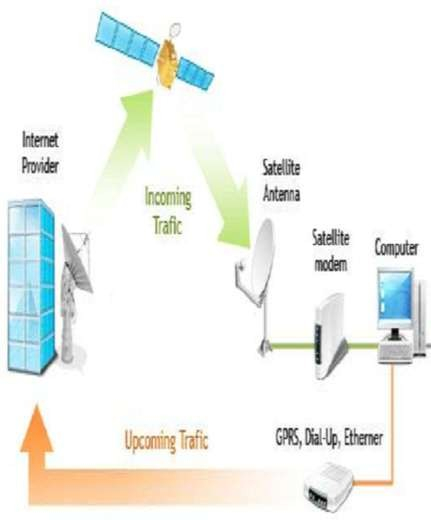 Internet
Provider
Incoming
Trafic
Satellite
Antenna
Satellite
modem
Computer
Upcoming Trafic
GPRS, Dial-Up, Etherner